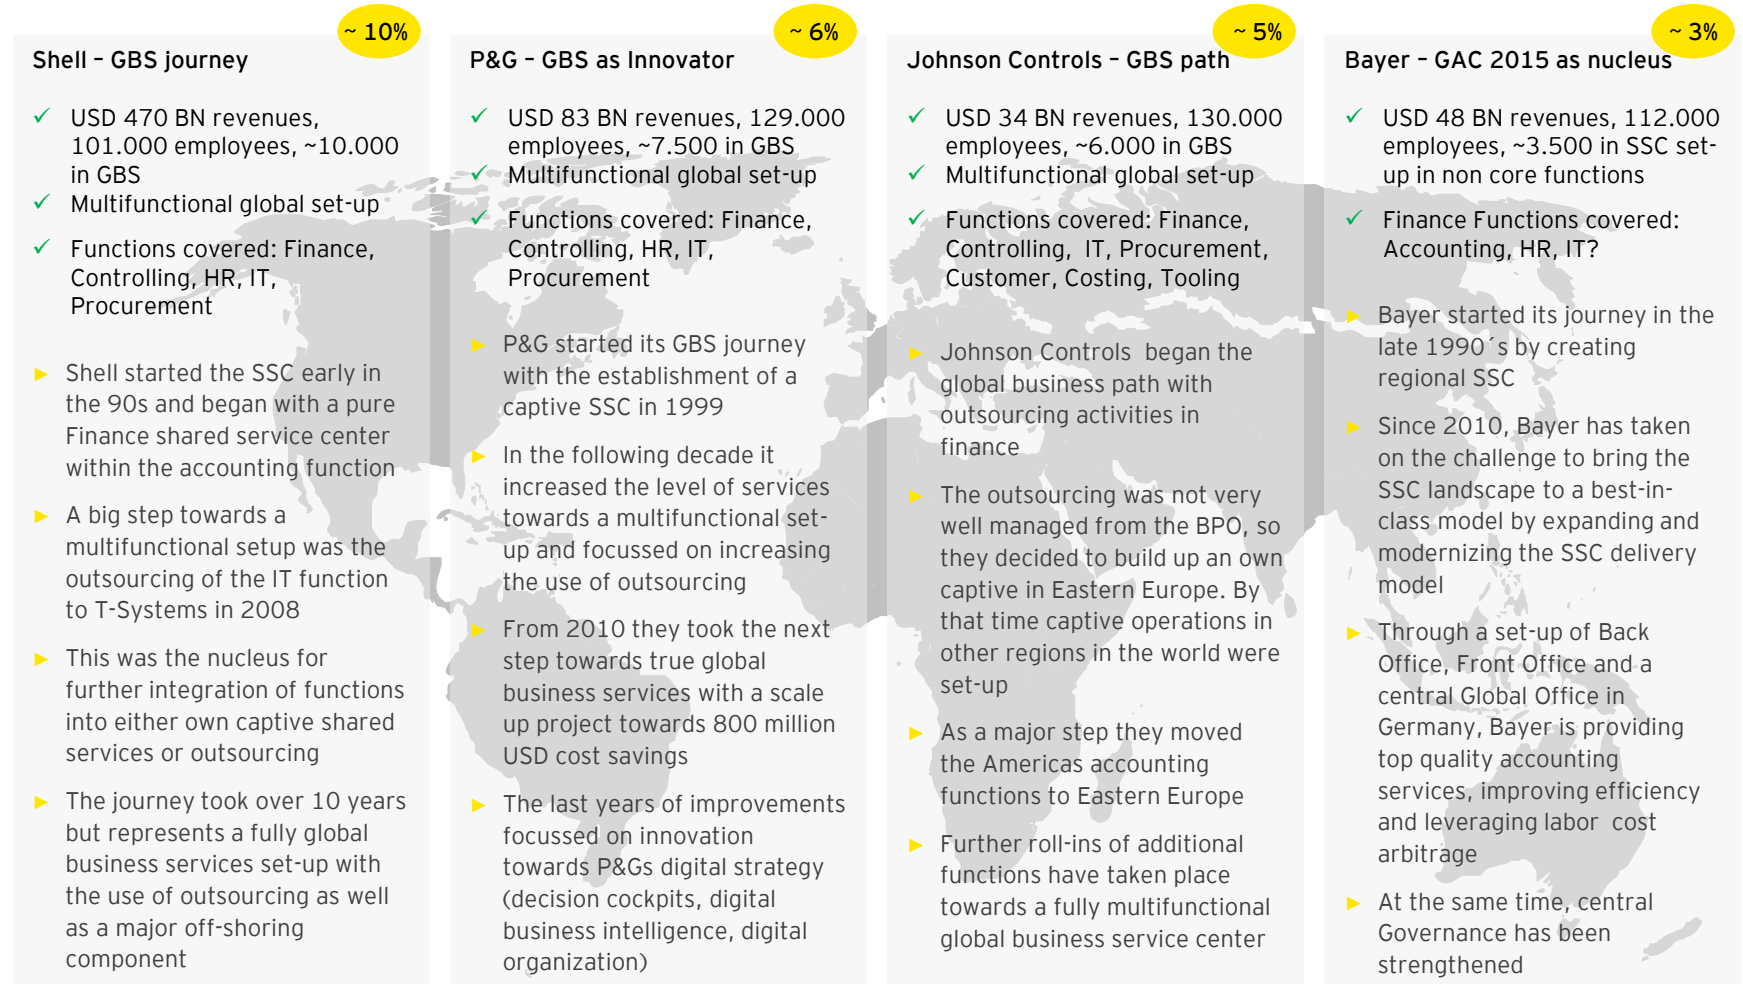 ~ 10%
Shell – GBS journey
✓ USD 470 BN revenues,
101.000 employees, ~10.000
in GBS
✓ Multifunctional global set-up
✓ Functions covered: Finance,
Controlling, HR, IT,
Procurement
► Shell started the SSC early in
the 90s and began with a pure
Finance shared service center
within the accounting function
► A big step towards a
multifunctional setup was the
outsourcing of the IT function
to T-Systems in 2008
► This was the nucleus for
further integration of functions
into either own captive shared
services or outsourcing
► The journey took over 10 years
but represents a fully global
business services set-up with
the use of outsourcing as well
as a major off-shoring
component
~ 6%
P&G – GBS as Innovator
✓ USD 83 BN revenues, 129.000
employees, ~7.500 in GBS
✓ Multifunctional global set-up
✓ Functions covered: Finance,
Controlling, HR, IT,
Procurement
► P&G started its GBS journey
with the establishment of a
captive SSC in 1999
► In the following decade it
increased the level of services
towards a multifunctional set-
up and focussed on increasing
the use of outsourcing
► From 2010 they took the next
step towards true global
business services with a scale
up project towards 800 million
USD cost savings
► The last years of improvements
focussed on innovation
towards P&Gs digital strategy
(decision cockpits, digital
business intelligence, digital
organization)
~ 5%
Johnson Controls – GBS path
✓ USD 34 BN revenues, 130.000
employees, ~6.000 in GBS
✓ Multifunctional global set-up
✓ Functions covered: Finance,
Controlling, IT, Procurement,
Customer, Costing, Tooling
► Johnson Controls began the
global business path with
outsourcing activities in
finance
► The outsourcing was not very
well managed from the BPO, so
they decided to build up an own
captive in Eastern Europe. By
that time captive operations in
other regions in the world were
set-up
► As a major step they moved
the Americas accounting
functions to Eastern Europe
► Further roll-ins of additional
functions have taken place
towards a fully multifunctional
global business service center
~ 3%
Bayer – GAC 2015 as nucleus
✓ USD 48 BN revenues, 112.000
employees, ~3.500 in SSC set-
up in non core functions
✓ Finance Functions covered:
Accounting, HR, IT?
► Bayer started its journey in the
late 1990´s by creating
regional SSC
► Since 2010, Bayer has taken
on the challenge to bring the
SSC landscape to a best-in-
class model by expanding and
modernizing the SSC delivery
model
► Through a set-up of Back
Office, Front Office and a
central Global Office in
Germany, Bayer is providing
top quality accounting
services, improving efficiency
and leveraging labor cost
arbitrage
► At the same time, central
Governance has been
strengthened